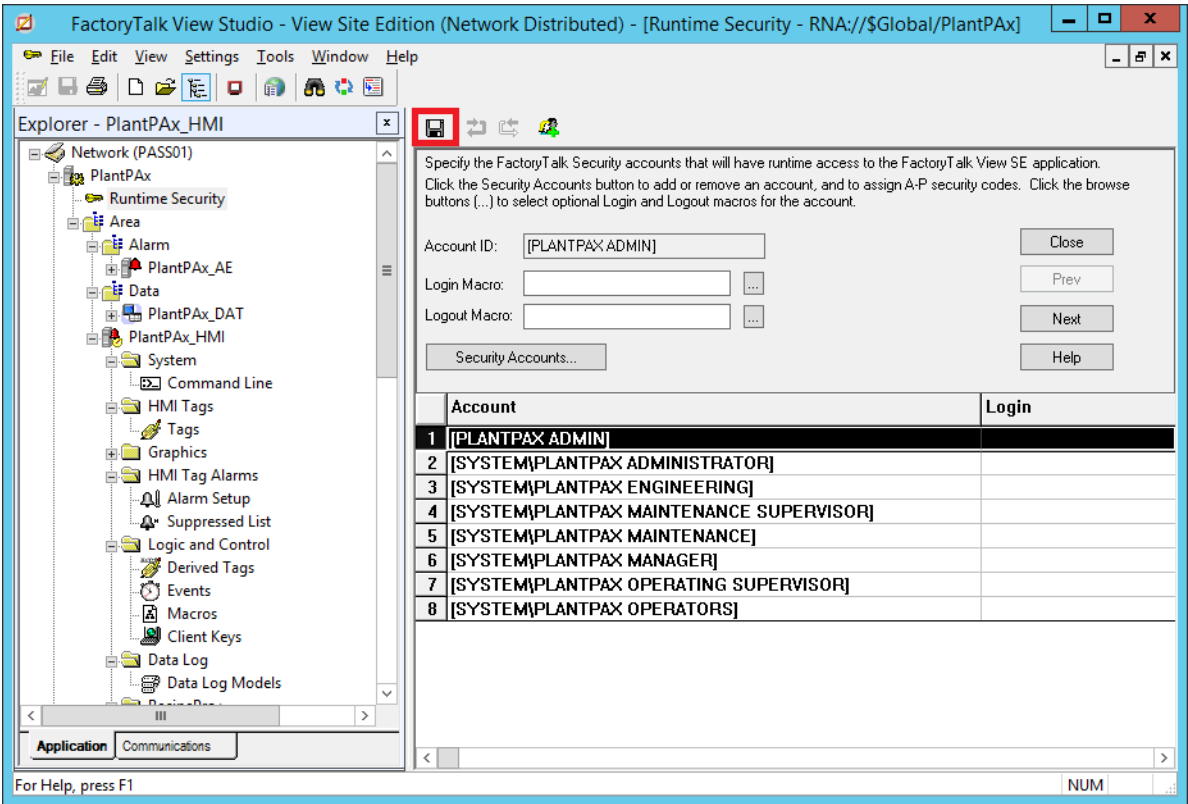 FactoryTalk View Studio - View Site Edition (Network Distributed) - [Runtime Security - RNA://$Global/PlantPAx]
File Edit View Settings Tools Window Help
Explorer - PlantPAx_HMI
Network (PASS01)
PlantPAx
Runtime Security
Area
Alarm
PlantPAx_AE
Data
PlantPAx_DAT
PlantPAx_HMI
System
Command Line
HMI Tags
Tags
Graphics
HMI Tag Alarms
Alarm Setup
Suppressed List
Logic and Control
Derived Tags
Events
Macros
Client Keys
Data Log
Data Log Models
Application Communications
Specify the FactoryTalk Security accounts that will have runtime access to the FactoryTalk View SE application.
Click the Security Accounts button to add or remove an account, and to assign A-P security codes. Click the browse
buttons (...) to select optional Login and Logout macros for the account.
Account ID: [PLANTPAX ADMIN] Close
Login Macro: ... Prev
Logout Macro: ... Next
Security Accounts... Help
Account Login
1 [PLANTPAX ADMIN]
2 [SYSTEM\PLANTPAX ADMINISTRATOR]
3 [SYSTEM\PLANTPAX ENGINEERING]
4 [SYSTEM\PLANTPAX MAINTENANCE SUPERVISOR]
5 [SYSTEM\PLANTPAX MAINTENANCE]
6 [SYSTEM\PLANTPAX MANAGER]
7 [SYSTEM\PLANTPAX OPERATING SUPERVISOR]
8 [SYSTEM\PLANTPAX OPERATORS]
For Help, press F1 NUM